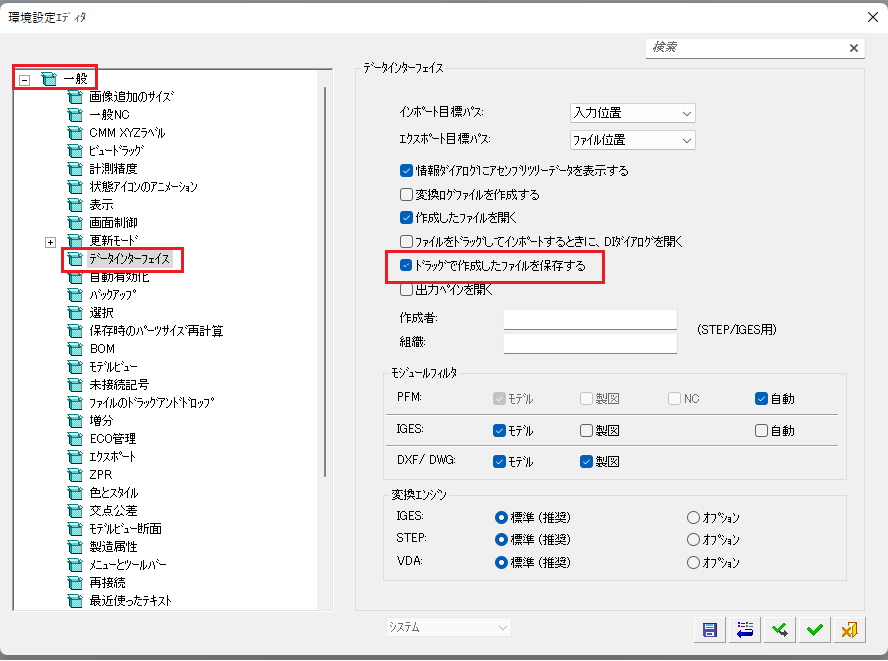 環境設定ｴﾃﾞｨﾀ
検索
一般
画像追加のｻｲｽﾞ
一般NC
CMM XYZﾗﾍﾞﾙ
ﾋﾞｭｰﾄﾞﾗｯｸﾞ
計測精度
状態ｱｲｺﾝのｱﾆﾒｰｼｮﾝ
表示
画面制御
更新ﾓｰﾄﾞ
ﾃﾞｰﾀｲﾝﾀｰﾌｪｲｽ
自動有効化
ﾊﾞｯｸｱｯﾌﾟ
選択
保存時のﾊﾟｰﾂｻｲｽﾞ再計算
BOM
ﾓﾃﾞﾙﾋﾞｭｰ
未接続記号
ﾌｧｲﾙのﾄﾞﾗｯｸﾞｱﾝﾄﾞﾄﾞﾛｯﾌﾟ
増分
ECO管理
ｴｸｽﾎﾟｰﾄ
ZPR
色とｽﾀｲﾙ
交点公差
ﾓﾃﾞﾙﾋﾞｭｰ断面
製造属性
ﾒﾆｭｰとﾂｰﾙﾊﾞｰ
再接続
最近使ったﾃｷｽﾄ
ﾃﾞｰﾀｲﾝﾀｰﾌｪｲｽ
ｲﾝﾎﾟｰﾄ目標ﾊﾟｽ: 入力位置
ｴｸｽﾎﾟｰﾄ目標ﾊﾟｽ: ﾌｧｲﾙ位置
情報ﾀﾞｲｱﾛｸﾞにｱｾﾝﾌﾞﾘﾂﾘｰﾃﾞｰﾀを表示する
変換ﾛｸﾞﾌｧｲﾙを作成する
作成したﾌｧｲﾙを開く
ﾌｧｲﾙをﾄﾞﾗｯｸﾞしてｲﾝﾎﾟｰﾄするときに、DIﾀﾞｲｱﾛｸﾞを開く
ﾄﾞﾗｯｸﾞで作成したﾌｧｲﾙを保存する
出力ﾍﾟｲﾝを開く
作成者:
(STEP/IGES用)
組織:
ﾓｼﾞｭｰﾙﾌｨﾙﾀ
PFM: ﾓﾃﾞﾙ 製図 NC 自動
IGES: ﾓﾃﾞﾙ 製図 自動
DXF/ DWG: ﾓﾃﾞﾙ 製図
変換ｴﾝｼﾞﾝ
IGES: 標準 (推奨) ｵﾌﾟｼｮﾝ
STEP: 標準 (推奨) ｵﾌﾟｼｮﾝ
VDA: 標準 (推奨) ｵﾌﾟｼｮﾝ
ｼｽﾃﾑ